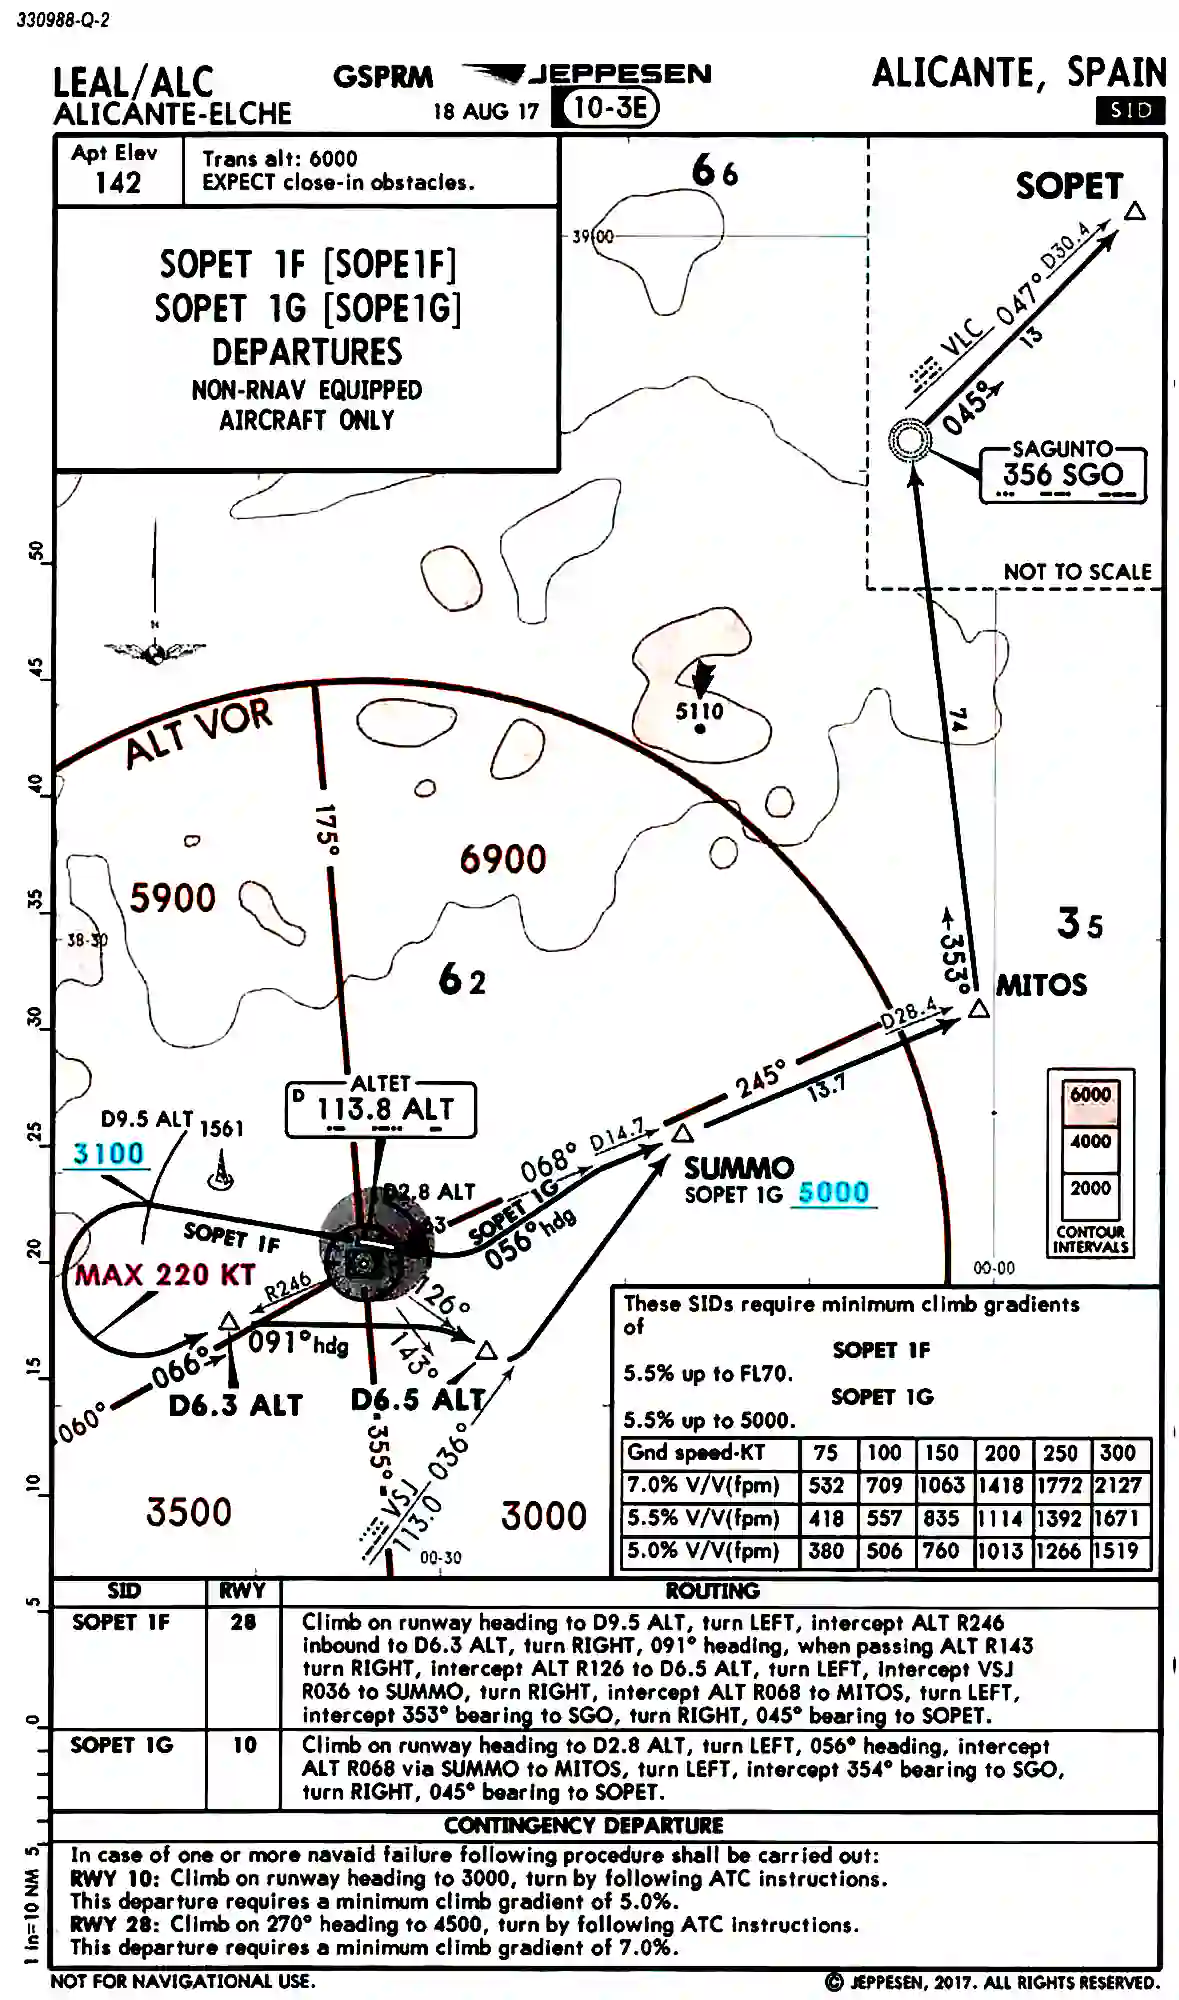 330988-Q-2
LEAL/ALC GSPRM JEPPESEN ALICANTE, SPAIN
ALICANTE-ELCHE 18 AUG 17 10-3E SID
Apt Elev
142
Trans alt: 6000
EXPECT close-in obstacles.
SOPET 1F [SOPE1F]
SOPET 1G [SOPE1G]
DEPARTURES
NON-RNAV EQUIPPED
AIRCRAFT ONLY
66
39-00
SOPET
D30.4
047°
VLC
13
045°
SAGUNTO
356 SGO
NOT TO SCALE
50
N
45
5110
74
ALT VOR
40
175°
6900
5900
35
38-30
35
353°
62
MITOS
30
D28.4
245°
13.7
ALTET
D 113.8 ALT
6000
4000
2000
CONTOUR
INTERVALS
25
D9.5 ALT
3100
1561
068°
D14.7
SUMMO
SOPET 1G 5000
D2.8 ALT
SOPET 1G
056°hdg
SOPET 1F
20
00-00
MAX 220 KT
R246
126°
091°hdg
143°
15
066°
D6.3 ALT
D6.5 ALT
060°
355°
036°
VSJ
113.0
10
3500
3000
00-30
These SIDs require minimum climb gradients
of
SOPET 1F
5.5% up to FL70.
SOPET 1G
5.5% up to 5000.
Gnd speed-KT 75 100 150 200 250 300
7.0% V/V(fpm) 532 709 1063 1418 1772 2127
5.5% V/V(fpm) 418 557 835 1114 1392 1671
5.0% V/V(fpm) 380 506 760 1013 1266 1519
SID RWY ROUTING
5
SOPET 1F 28 Climb on runway heading to D9.5 ALT, turn LEFT, intercept ALT R246
inbound to D6.3 ALT, turn RIGHT, 091° heading, when passing ALT R143
turn RIGHT, intercept ALT R126 to D6.5 ALT, turn LEFT, intercept VSJ
R036 to SUMMO, turn RIGHT, intercept ALT R068 to MITOS, turn LEFT,
intercept 353° bearing to SGO, turn RIGHT, 045° bearing to SOPET.
0
SOPET 1G 10 Climb on runway heading to D2.8 ALT, turn LEFT, 056° heading, intercept
ALT R068 via SUMMO to MITOS, turn LEFT, intercept 354° bearing to SGO,
turn RIGHT, 045° bearing to SOPET.
CONTINGENCY DEPARTURE
5
1 in=10 NM
In case of one or more navaid failure following procedure shall be carried out:
RWY 10: Climb on runway heading to 3000, turn by following ATC instructions.
This departure requires a minimum climb gradient of 5.0%.
RWY 28: Climb on 270° heading to 4500, turn by following ATC instructions.
This departure requires a minimum climb gradient of 7.0%.
NOT FOR NAVIGATIONAL USE. © JEPPESEN, 2017. ALL RIGHTS RESERVED.